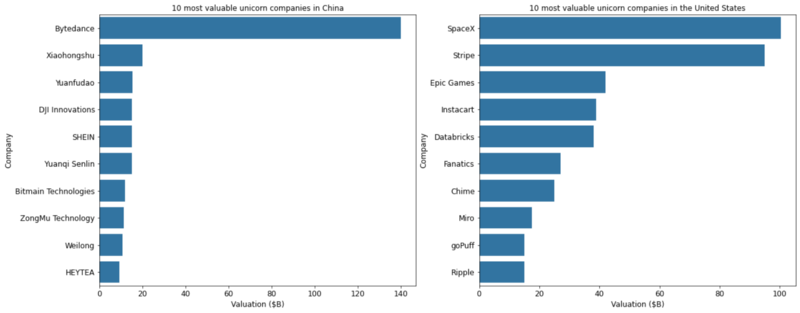 10 most valuable unicorn companies in China
Company
Bytedance
Xiaohongshu
Yuanfudao
DJI Innovations
SHEIN
Yuanqi Senlin
Bitmain Technologies
ZongMu Technology
Weilong
HEYTEA
0 20 40 60 80 100 120 140
Valuation ($B)
10 most valuable unicorn companies in the United States
Company
SpaceX
Stripe
Epic Games
Instacart
Databricks
Fanatics
Chime
Miro
goPuff
Ripple
0 20 40 60 80 100
Valuation ($B)